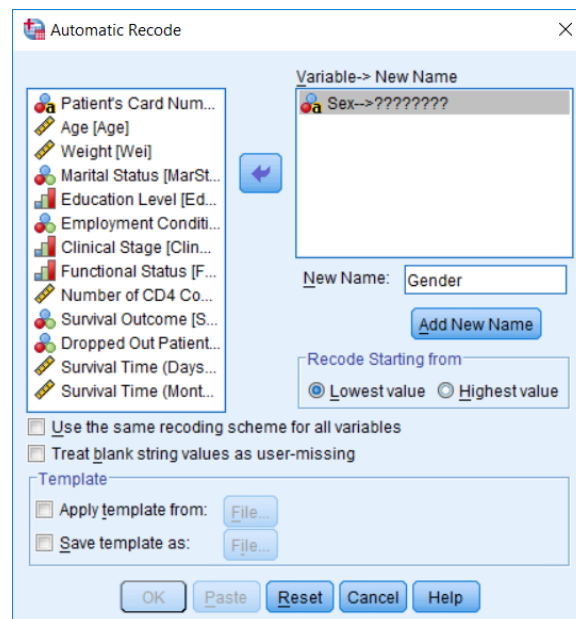 Automatic Recode
Variable-> New Name
Patient's Card Num...
Age [Age]
Weight [Wei]
Marital Status [MarSt...
Education Level [Ed...
Employment Conditi...
Clinical Stage [Clin...
Functional Status [F...
Number of CD4 Co...
Survival Outcome [S...
Dropped Out Patient...
Survival Time (Days...
Survival Time (Mont...
Sex-->????????
New Name: Gender
Add New Name
Recode Starting from
Lowest value Highest value
Use the same recoding scheme for all variables
Treat blank string values as user-missing
Template
Apply template from: File...
Save template as: File...
OK Paste Reset Cancel Help